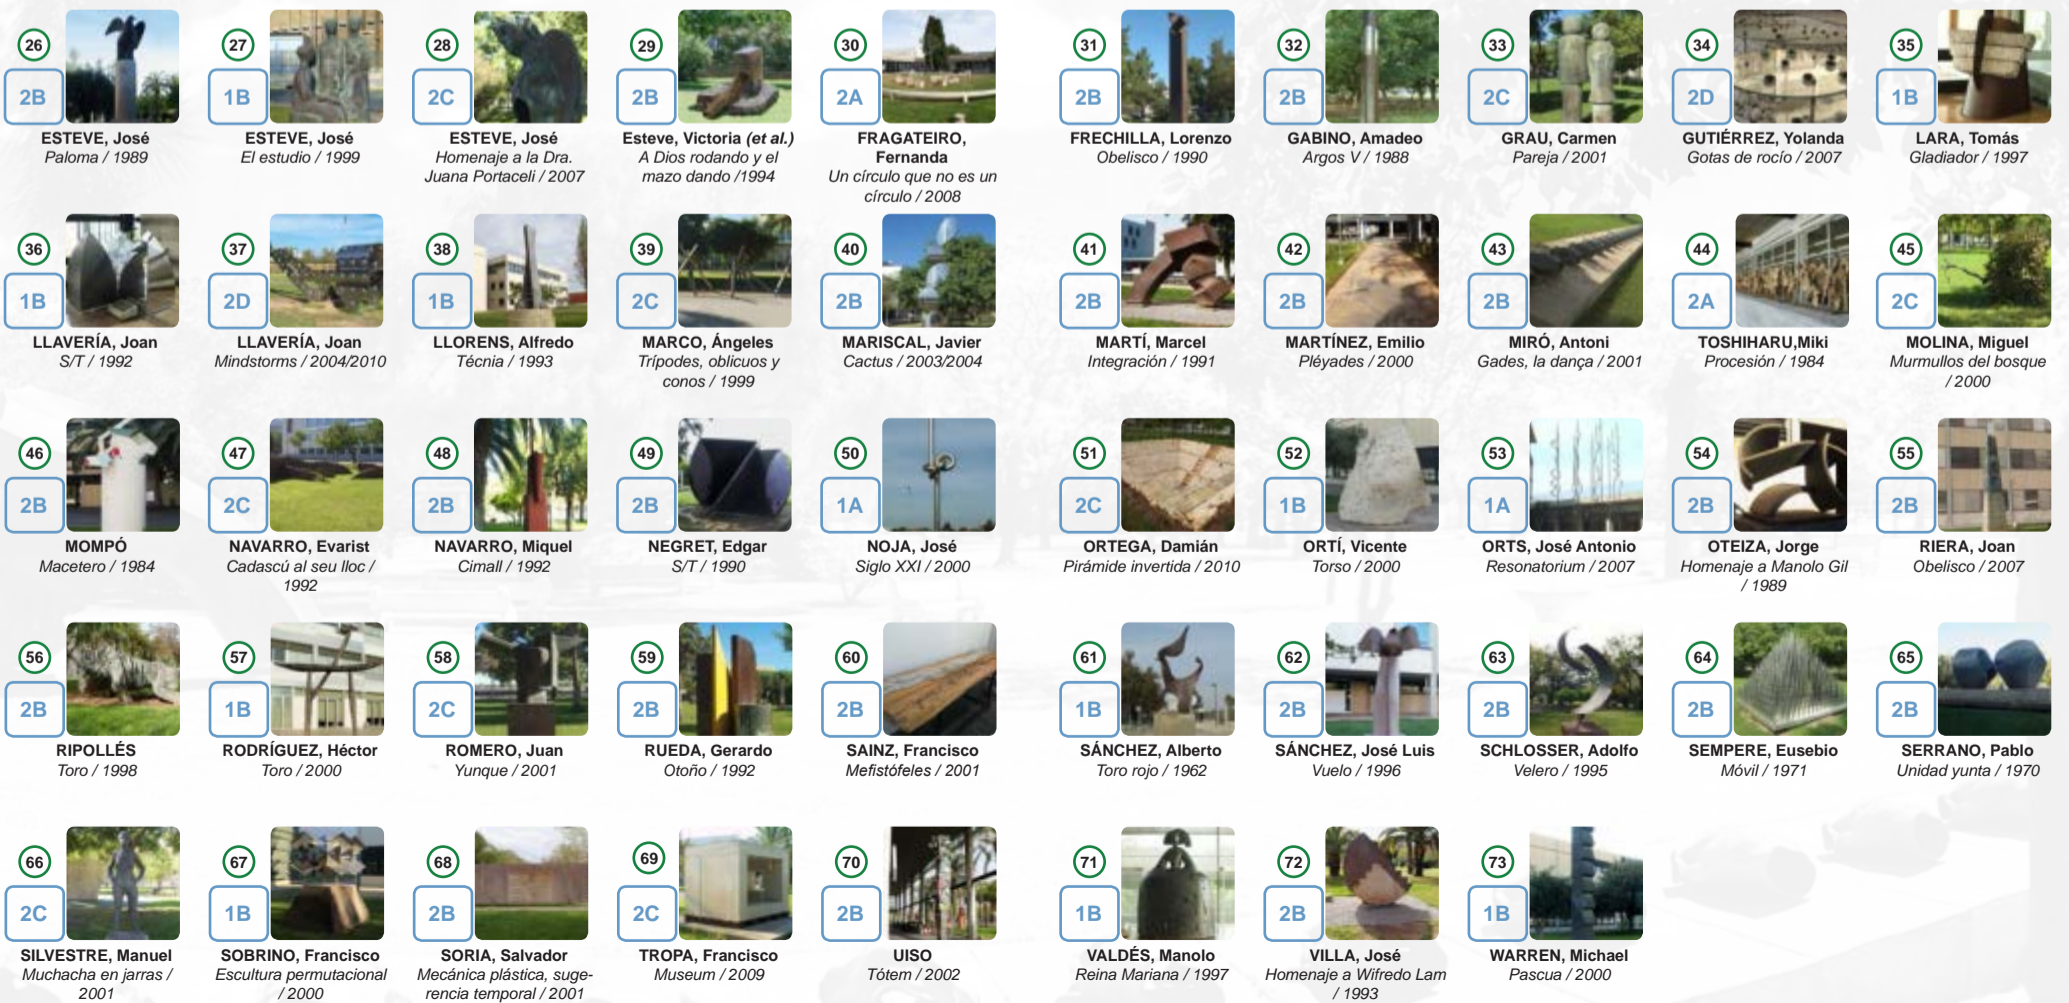 26
2B
ESTEVE, José
Paloma / 1989
27
1B
ESTEVE, José
El estudio / 1999
28
2C
ESTEVE, José
Homenaje a la Dra.
Juana Portaceli / 2007
29
2B
Esteve, Victoria (et al.)
A Dios rodando y el
mazo dando /1994
30
2A
FRAGATEIRO,
Fernanda
Un círculo que no es un
círculo / 2008
31
2B
FRECHILLA, Lorenzo
Obelisco / 1990
32
2B
GABINO, Amadeo
Argos V / 1988
33
2C
GRAU, Carmen
Pareja / 2001
34
2D
GUTIÉRREZ, Yolanda
Gotas de rocío / 2007
35
1B
LARA, Tomás
Gladiador / 1997
36
1B
LLAVERÍA, Joan
S/T / 1992
37
2D
LLAVERÍA, Joan
Mindstorms / 2004/2010
38
1B
LLORENS, Alfredo
Técnia / 1993
39
2C
MARCO, Ángeles
Trípodes, oblicuos y
conos / 1999
40
2B
MARISCAL, Javier
Cactus / 2003/2004
41
2B
MARTÍ, Marcel
Integración / 1991
42
2B
MARTÍNEZ, Emilio
Pléyades / 2000
43
2B
MIRÓ, Antoni
Gades, la dança / 2001
44
2A
TOSHIHARU,Miki
Procesión / 1984
45
2C
MOLINA, Miguel
Murmullos del bosque
/ 2000
46
2B
MOMPÓ
Macetero / 1984
47
2C
NAVARRO, Evarist
Cadascú al seu lloc /
1992
48
2B
NAVARRO, Miquel
Cimall / 1992
49
2B
NEGRET, Edgar
S/T / 1990
50
1A
NOJA, José
Siglo XXI / 2000
51
2C
ORTEGA, Damián
Pirámide invertida / 2010
52
1B
ORTÍ, Vicente
Torso / 2000
53
1A
ORTS, José Antonio
Resonatorium / 2007
54
2B
OTEIZA, Jorge
Homenaje a Manolo Gil
/ 1989
55
2B
RIERA, Joan
Obelisco / 2007
56
2B
RIPOLLÉS
Toro / 1998
57
1B
RODRÍGUEZ, Héctor
Toro / 2000
58
2C
ROMERO, Juan
Yunque / 2001
59
2B
RUEDA, Gerardo
Otoño / 1992
60
2B
SAINZ, Francisco
Mefistófeles / 2001
61
1B
SÁNCHEZ, Alberto
Toro rojo / 1962
62
2B
SÁNCHEZ, José Luis
Vuelo / 1996
63
2B
SCHLOSSER, Adolfo
Velero / 1995
64
2B
SEMPERE, Eusebio
Móvil / 1971
65
2B
SERRANO, Pablo
Unidad yunta / 1970
66
2C
SILVESTRE, Manuel
Muchacha en jarras /
2001
67
1B
SOBRINO, Francisco
Escultura permutacional
/ 2000
68
2B
SORIA, Salvador
Mecánica plástica, suge-
rencia temporal / 2001
69
2C
TROPA, Francisco
Museum / 2009
70
2B
UISO
Tótem / 2002
71
1B
VALDÉS, Manolo
Reina Mariana / 1997
72
2B
VILLA, José
Homenaje a Wifredo Lam
/ 1993
73
1B
WARREN, Michael
Pascua / 2000